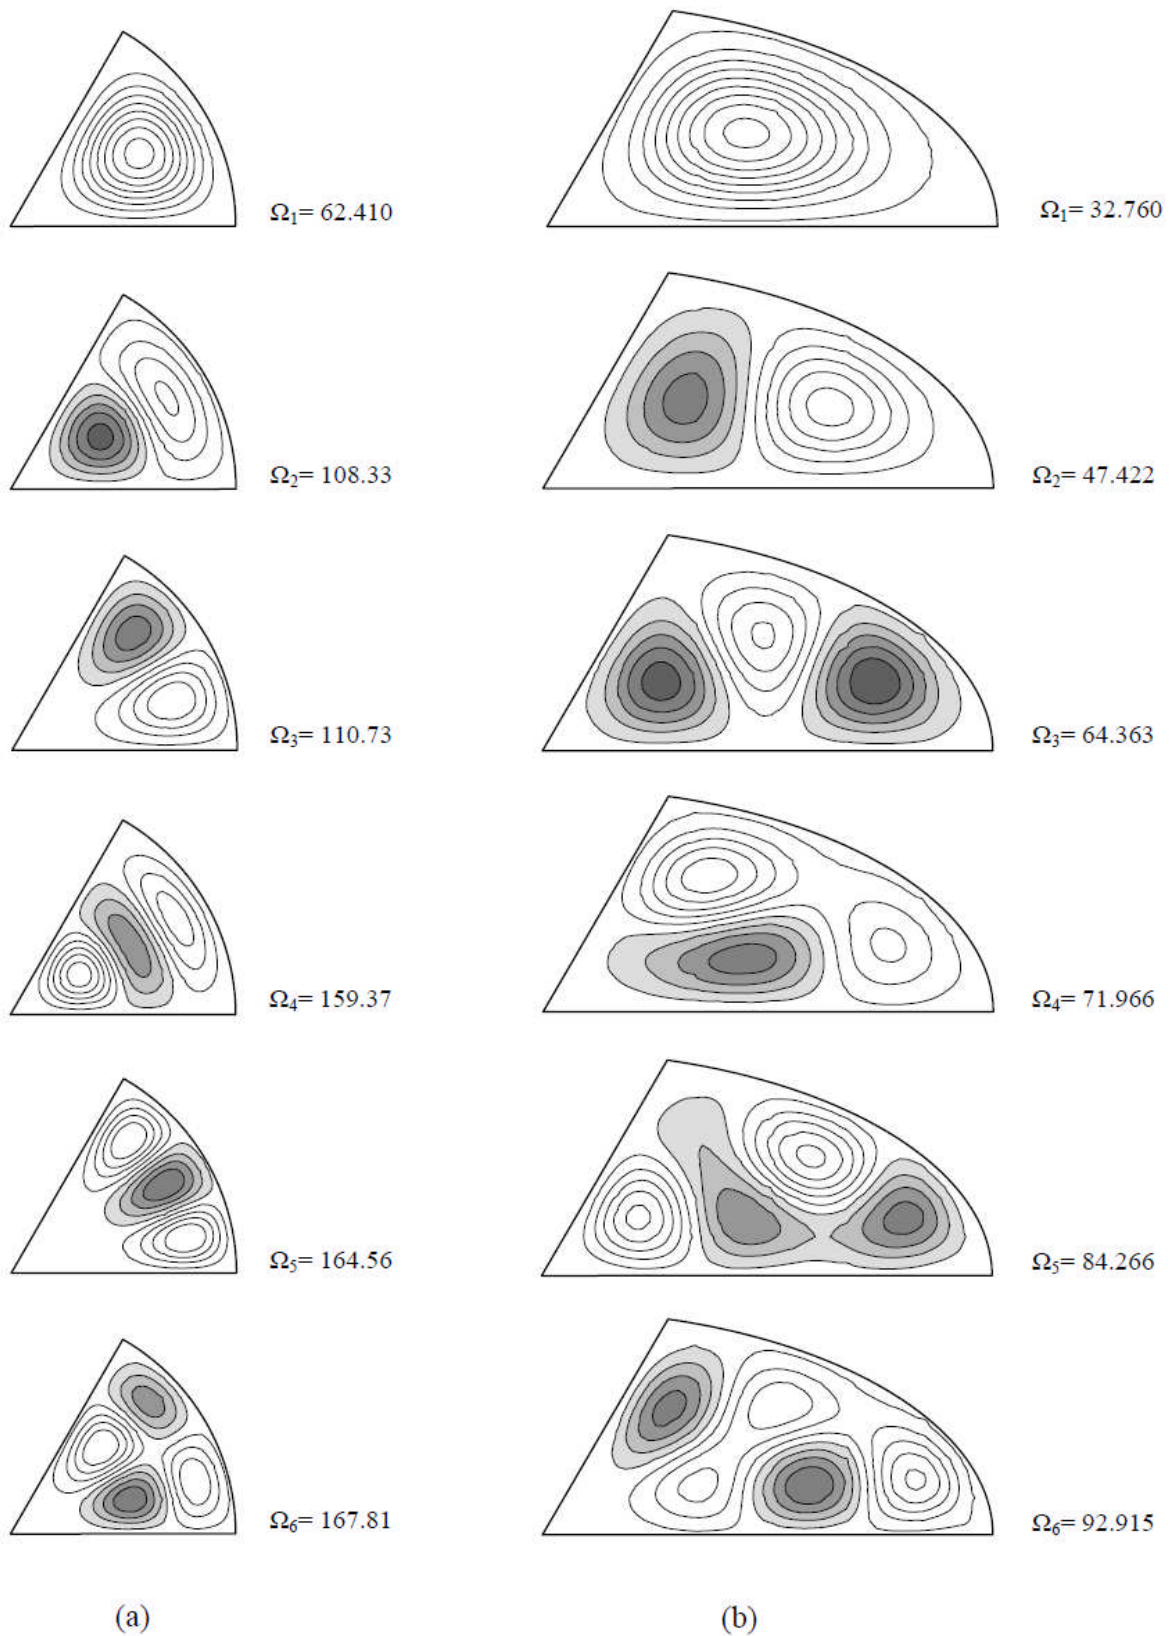 Ω₁= 62.410
Ω₁= 32.760
Ω₂= 108.33
Ω₂= 47.422
Ω₃= 110.73
Ω₃= 64.363
Ω₄= 159.37
Ω₄= 71.966
Ω₅= 164.56
Ω₅= 84.266
Ω₆= 167.81
Ω₆= 92.915
(a)
(b)